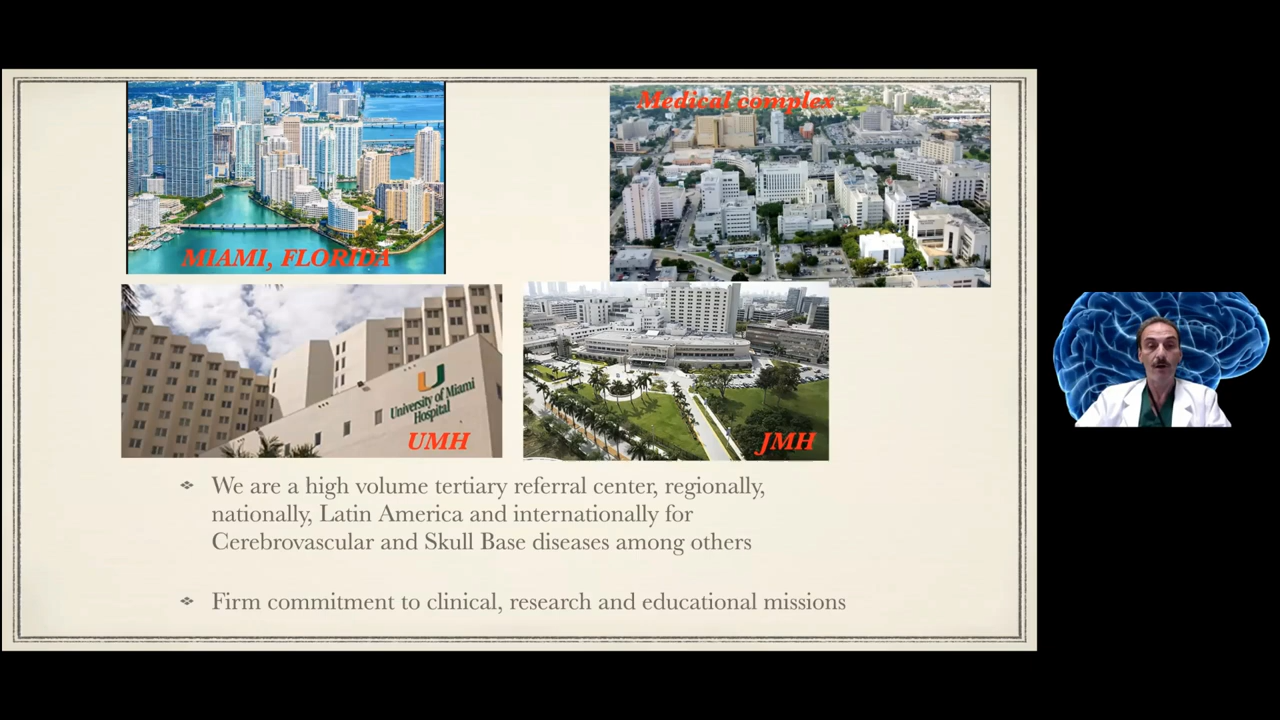 Medical complex
MIAMI, FLORIDA
University of Miami
Hospital
UMH
JMH
We are a high volume tertiary referral center, regionally,
nationally, Latin America and internationally for
Cerebrovascular and Skull Base diseases among others
Firm commitment to clinical, research and educational missions